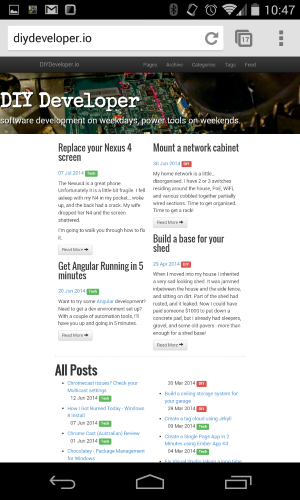 10:47
diydeveloper.io
17
DIYDeveloper.io
Pages Archive Categories Tags Feed
DIY Developer
software development on weekdays, power tools on weekends.
Replace your Nexus 4
screen
07 Jul 2014 Tech
The Nexus4 is a great phone.
Unfortunately it is a little bit fragile. I fell
asleep with my N4 in my pocket... woke
up, and the back had a crack. My wife
dropped her N4 and the screen
shattered.
I'm going to walk you through how to fix
it.
Read More
Get Angular Running in 5
minutes
20 Jun 2014 Tech
Want to try some Angular development?
Need to get a dev environment set up?
With a couple of automation tools, I'll
have you up and going in 5 minutes.
Read More
Mount a network cabinet
30 Jun 2014 DIY
My home network is a little...
disorganised. I have 2 or 3 switches
residing around the house, PoE, WiFi,
and various cobbled together partially
wired sections. Time to get organised.
Time to get a rack!
Read More
Build a base for your
shed
29 Apr 2014 DIY
When I moved into my house I inherited
a very sad looking shed. It was jammed
inbetween the house and the side fence,
and sitting on dirt. Part of the shed had
rusted, and it leaked. Now I could have
paid someone $1000 to put down a
concrete pad, but I already had sleepers,
gravel, and some old pavers - more than
enough for a shed base!
Read More
All Posts
Chromecast issues? Check your
Multicast settings
12 Jun 2014 Tech
How I Got Burned Today - Windows
8 Install
07 Jun 2014 Tech
Chrome Cast (Australian) Review
01 Jun 2014 Tech
Chocolatey - Package Management
for Windows
30 Mar 2014 DIY
Build a ceiling storage system for
your garage
28 Mar 2014 DIY
Create a tag cloud using Jekyll
09 Mar 2014 Tech
Create a Single Page App in 2
Minutes using Ember App Kit
04 Mar 2014 Tech